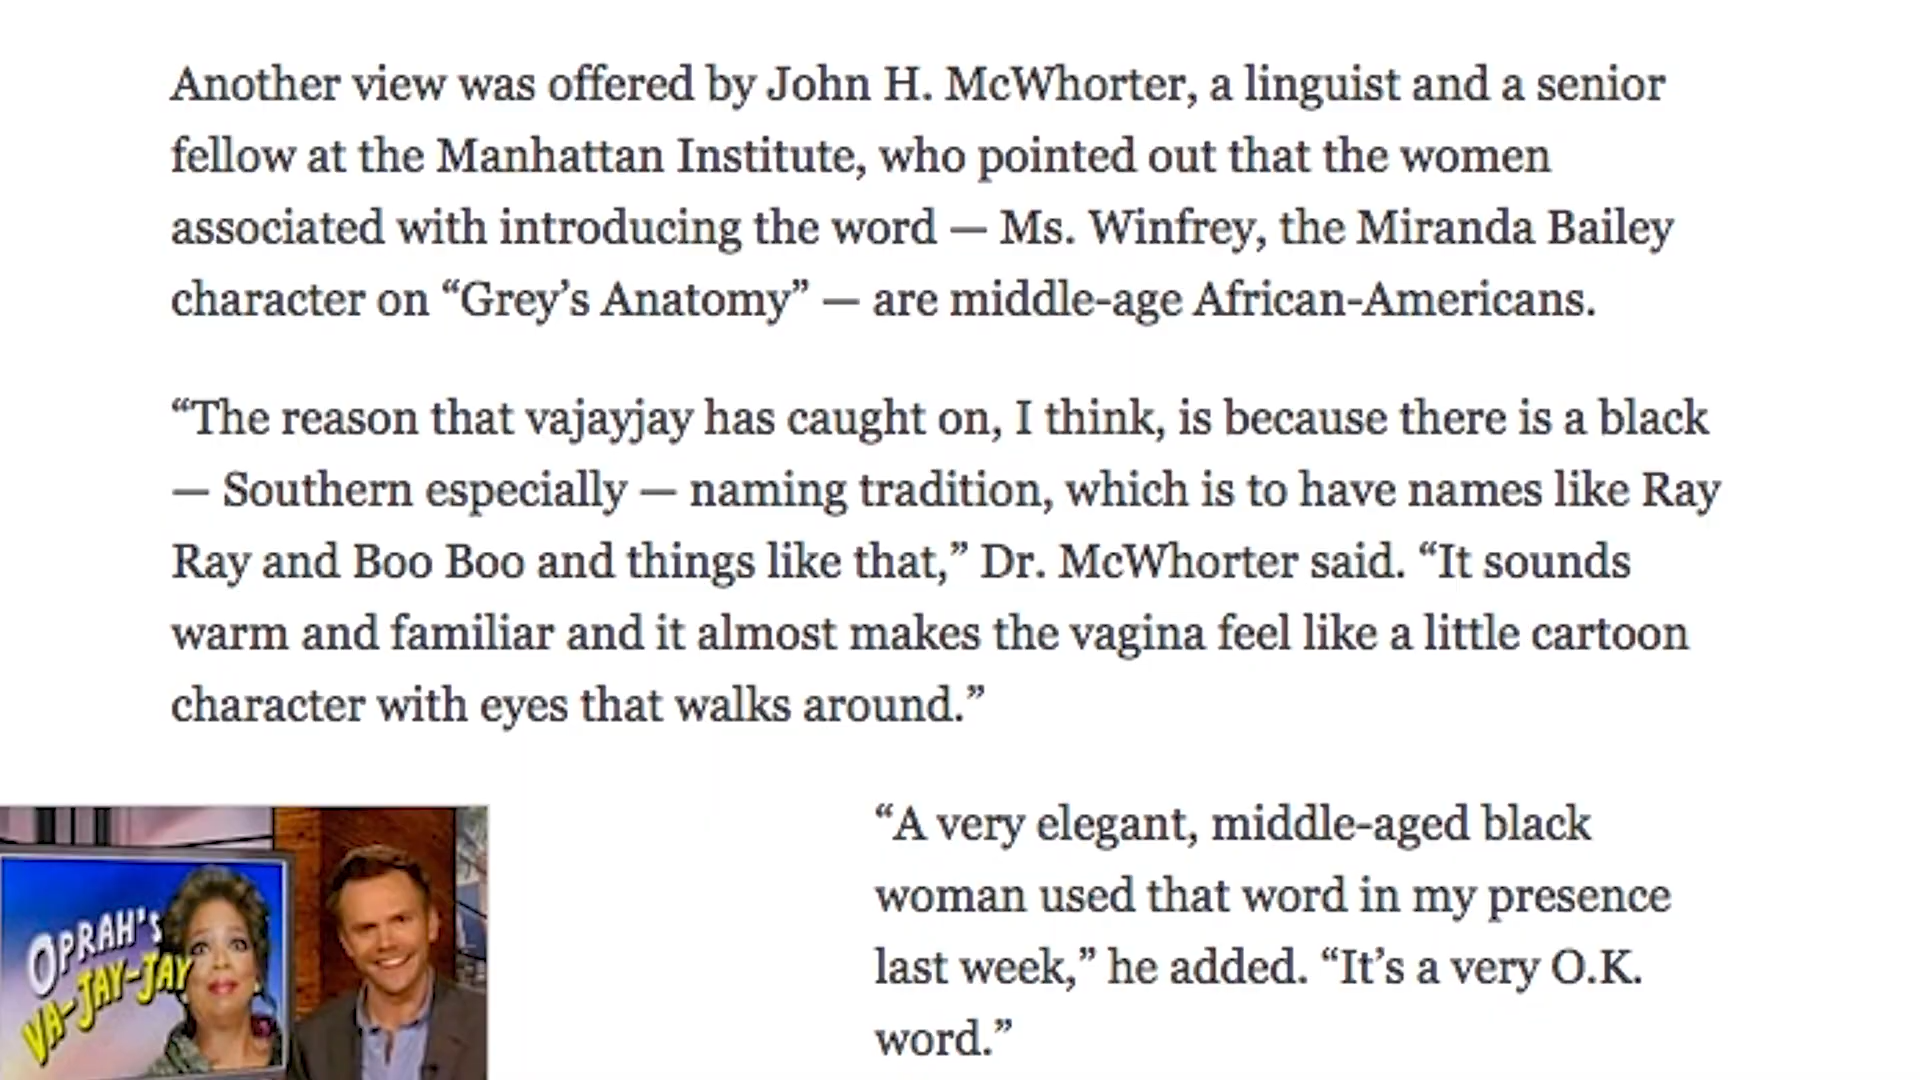 Another view was offered by John H. McWhorter, a linguist and a senior
fellow at the Manhattan Institute, who pointed out that the women
associated with introducing the word — Ms. Winfrey, the Miranda Bailey
character on “Grey’s Anatomy” — are middle-age African-Americans.
“The reason that vajayjay has caught on, I think, is because there is a black
— Southern especially — naming tradition, which is to have names like Ray
Ray and Boo Boo and things like that,” Dr. McWhorter said. “It sounds
warm and familiar and it almost makes the vagina feel like a little cartoon
character with eyes that walks around.”
OPRAH'S
VA-JAY-JAY
“A very elegant, middle-aged black
woman used that word in my presence
last week,” he added. “It’s a very O.K.
word.”